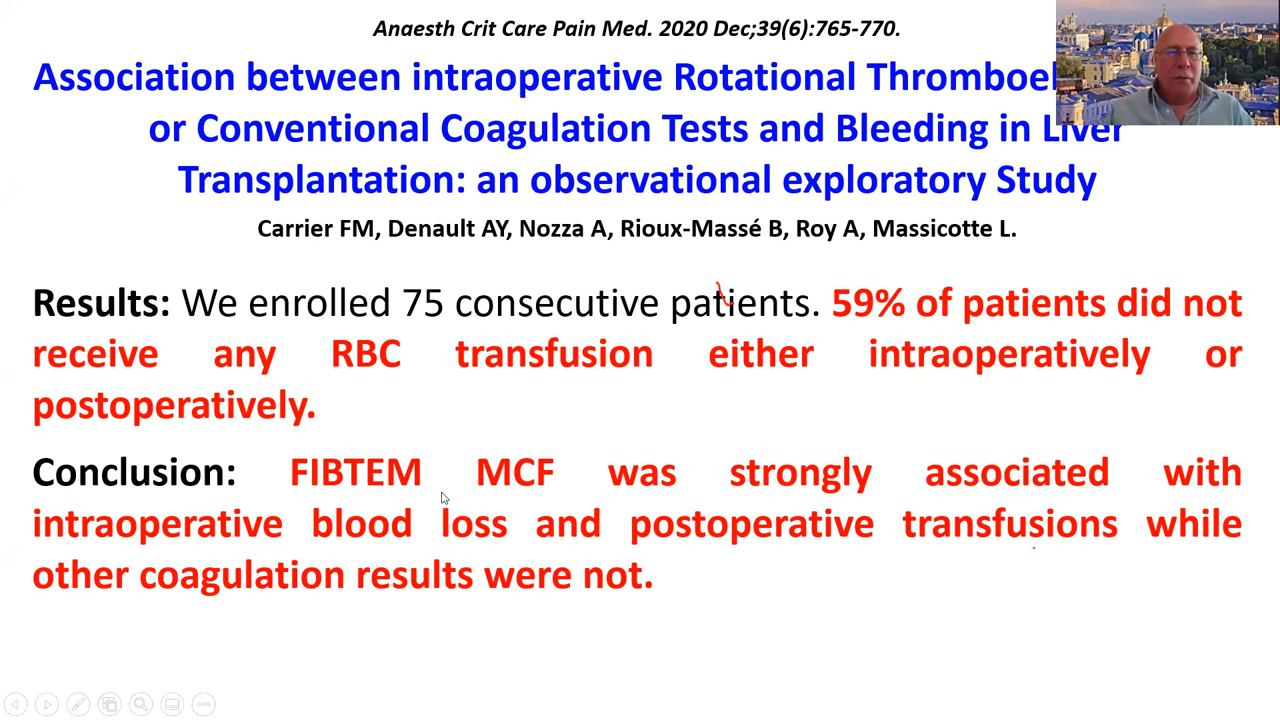 Anaesth Crit Care Pain Med. 2020 Dec;39(6):765-770.
Association between intraoperative Rotational
or Conventional Coagulation Tests and Bleeding in Liver
Transplantation: an observational exploratory Study
Carrier FM, Denault AY, Nozza A, Rioux-Massé B, Roy A, Massicotte L.
Results: We enrolled 75 consecutive patients. 59% of patients did not
receive any RBC transfusion either intraoperatively or
postoperatively.
Conclusion: FIBTEM MCF was strongly associated with
intraoperative blood loss and postoperative transfusions while
other coagulation results were not.